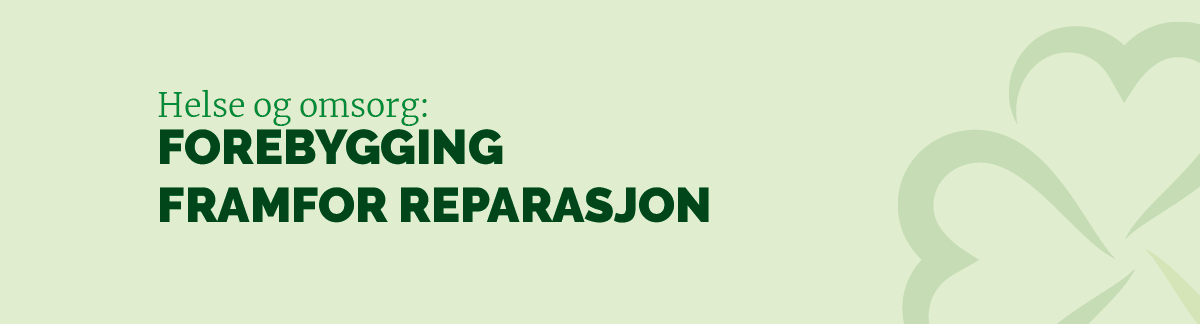 Helse og omsorg:
FOREBYGGING
FRAMFOR REPARASJON